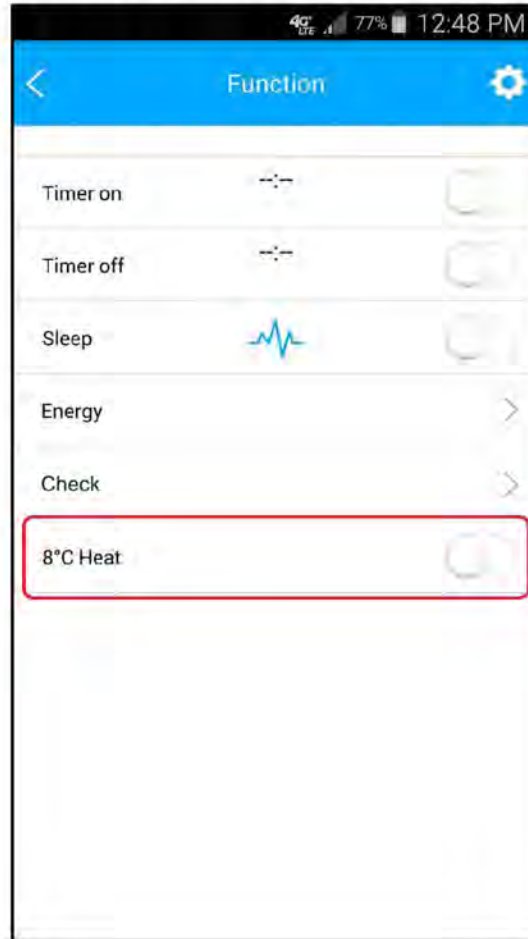 4G LTE 77% 12:48 PM
Function
Timer on --:--
Timer off --:--
Sleep
Energy
Check
8°C Heat